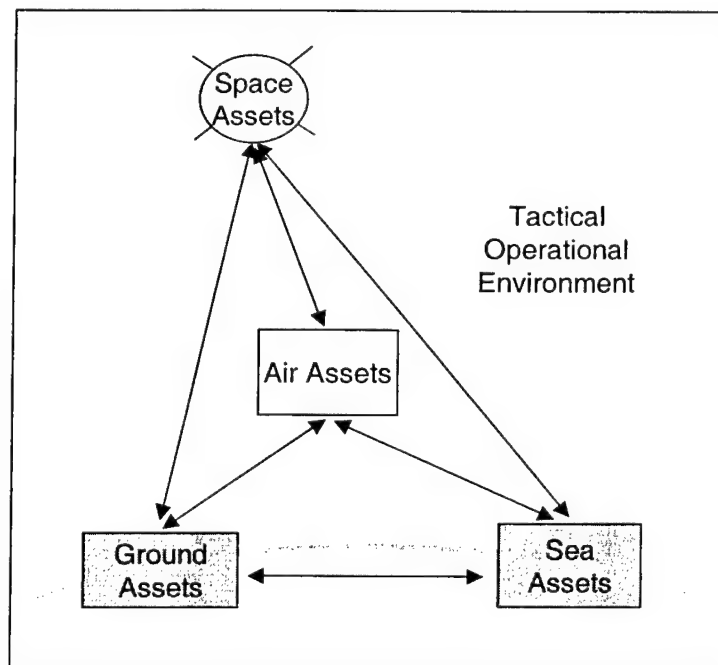 Space
Assets
Tactical
Operational
Environment
Air Assets
Ground
Assets
Sea
Assets